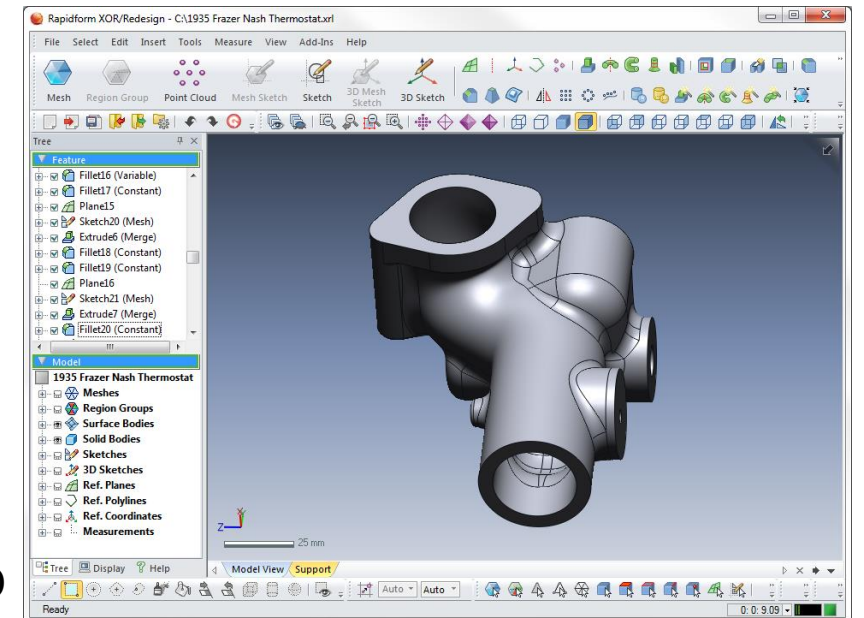 Rapidform XOR/Redesign - C:\1935 Frazer Nash Thermostat.xrl
File Select Edit Insert Tools Measure View Add-Ins Help
Mesh Region Group Point Cloud Mesh Sketch Sketch 3D Mesh Sketch 3D Sketch
Tree
Feature
Fillet16 (Variable)
Fillet17 (Constant)
Plane15
Sketch20 (Mesh)
Extrude6 (Merge)
Fillet18 (Constant)
Fillet19 (Constant)
Plane16
Sketch21 (Mesh)
Extrude7 (Merge)
Fillet20 (Constant)
Model
1935 Frazer Nash Thermostat
Meshes
Region Groups
Surface Bodies
Solid Bodies
Sketches
3D Sketches
Ref. Planes
Ref. Polylines
Ref. Coordinates
Measurements
Z
25 mm
Tree Display Help
Model View Support
Auto Auto
Ready
0: 0: 9.09